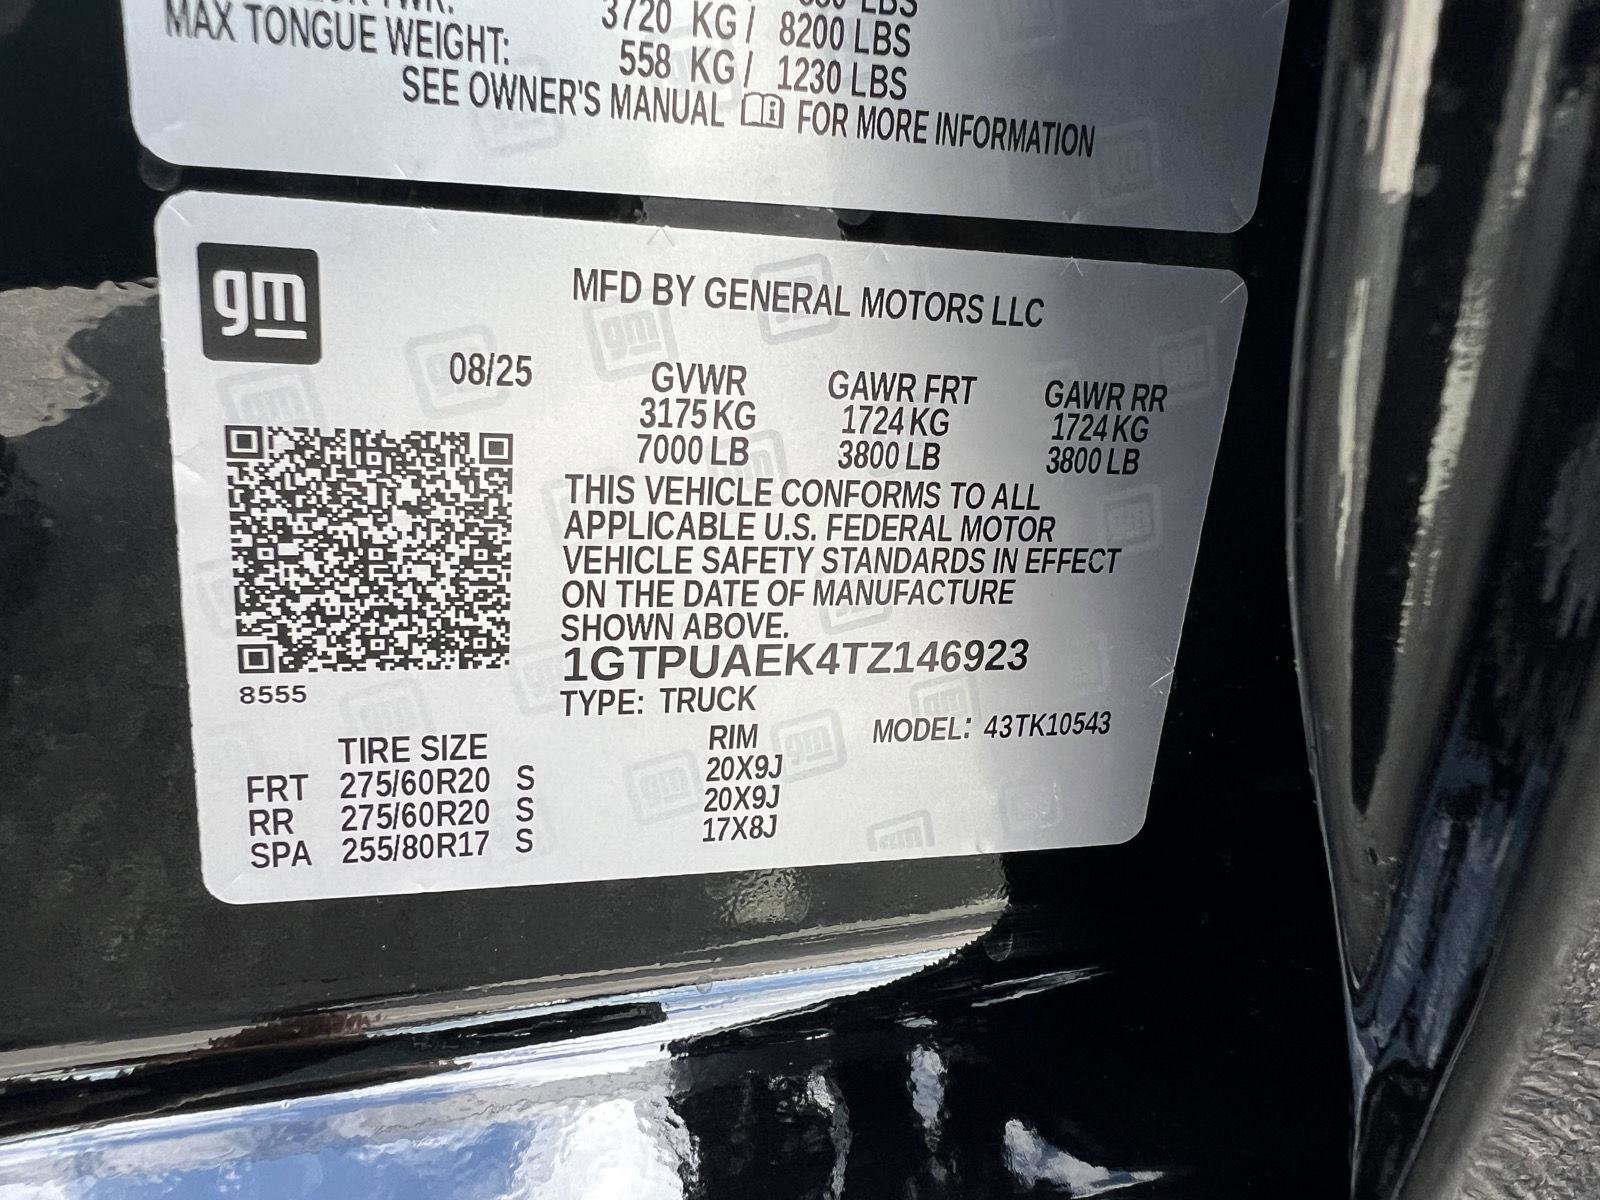 MAX TONGUE WEIGHT:
3720 KG / 8200 LBS
558 KG / 1230 LBS
SEE OWNER'S MANUAL FOR MORE INFORMATION
gm
MFD BY GENERAL MOTORS LLC
08/25
GVWR GAWR FRT GAWR RR
3175 KG 1724 KG 1724 KG
7000 LB 3800 LB 3800 LB
THIS VEHICLE CONFORMS TO ALL
APPLICABLE U.S. FEDERAL MOTOR
VEHICLE SAFETY STANDARDS IN EFFECT
ON THE DATE OF MANUFACTURE
SHOWN ABOVE.
1GTPUAEK4TZ146923
8555
TYPE: TRUCK
MODEL: 43TK10543
TIRE SIZE RIM
FRT 275/60R20 S 20X9J
RR 275/60R20 S 20X9J
SPA 255/80R17 S 17X8J